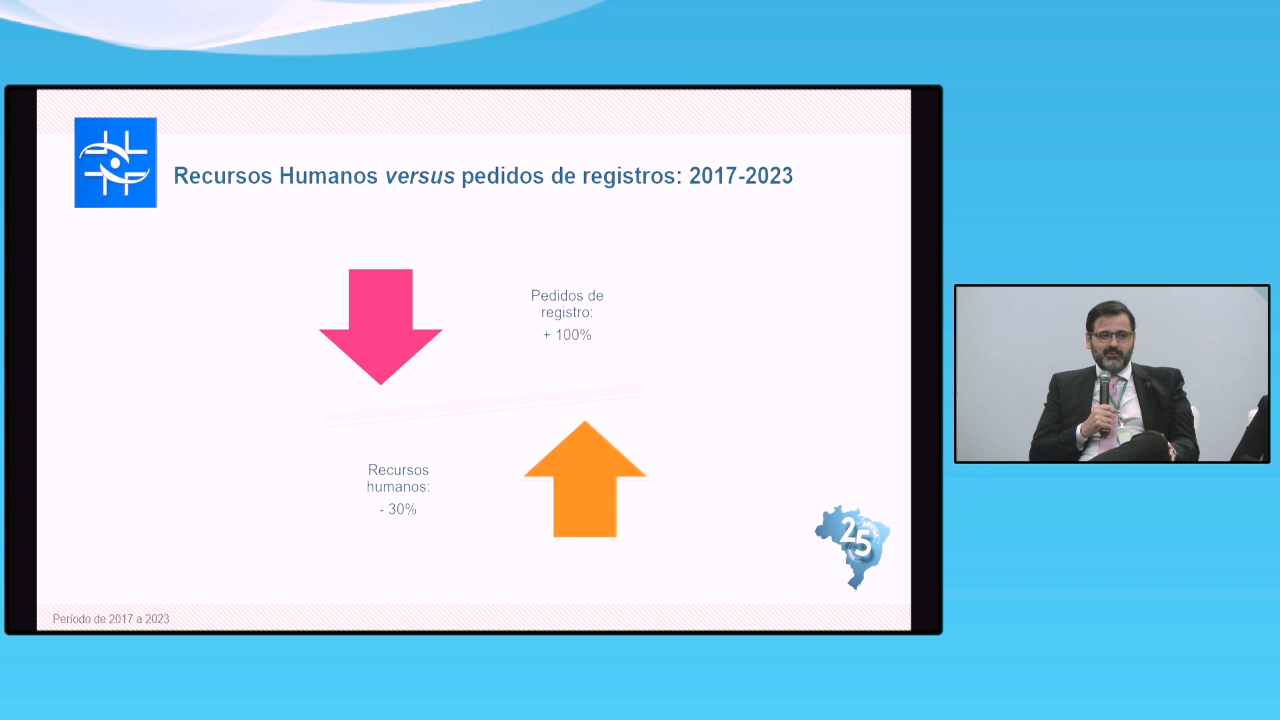 Recursos Humanos versus pedidos de registros: 2017-2023
Pedidos de
registro:
+ 100%
Recursos
humanos:
- 30%
25
Período de 2017 a 2023